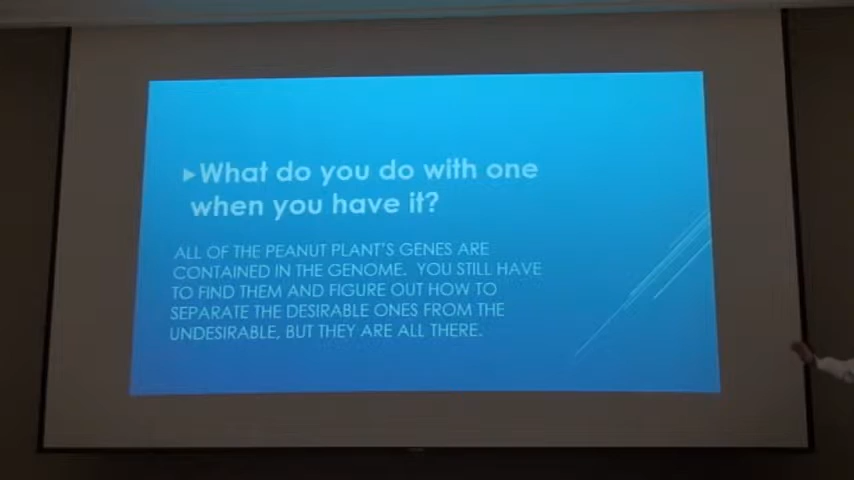 ▶What do you do with one
when you have it?
ALL OF THE PEANUT PLANT'S GENES ARE
CONTAINED IN THE GENOME. YOU STILL HAVE
TO FIND THEM AND FIGURE OUT HOW TO
SEPARATE THE DESIRABLE ONES FROM THE
UNDESIRABLE, BUT THEY ARE ALL THERE.